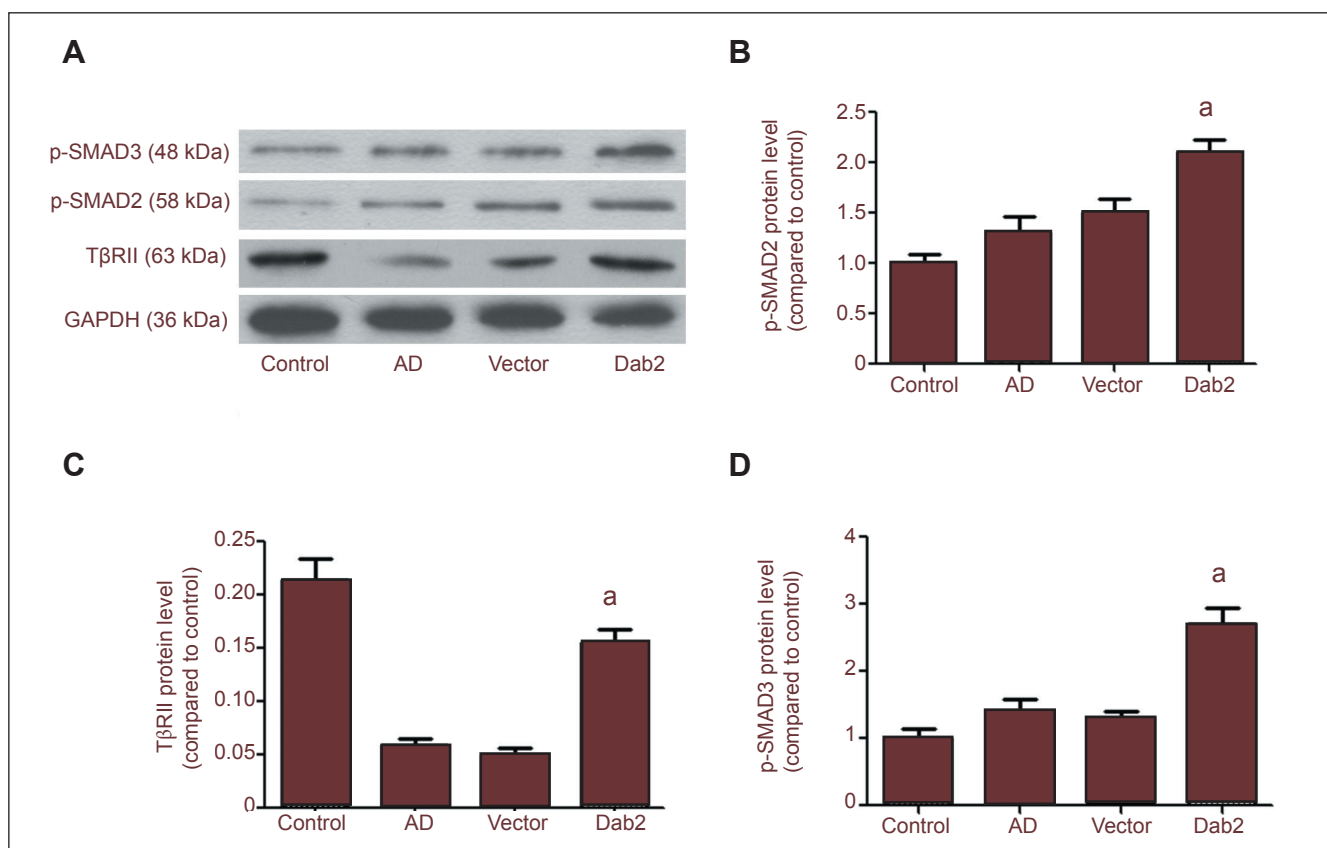 A
p-SMAD3 (48 kDa)
p-SMAD2 (58 kDa)
TβRII (63 kDa)
GAPDH (36 kDa)
Control AD Vector Dab2
B
p-SMAD2 protein level
(compared to control)
2.5
2.0
1.5
1.0
0.5
0
a
Control AD Vector Dab2
C
TβRII protein level
(compared to control)
0.25
0.20
0.15
0.10
0.05
0
a
Control AD Vector Dab2
D
p-SMAD3 protein level
(compared to control)
4
3
2
1
0
a
Control AD Vector Dab2